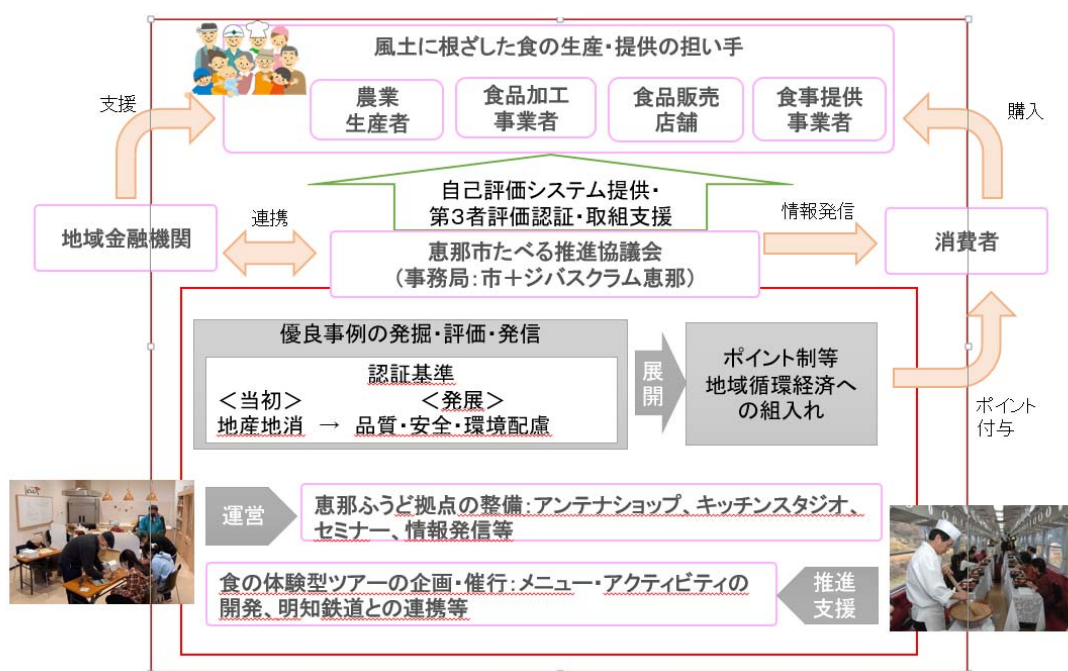 風土に根ざした食の生産・提供の担い手
農業
生産者
食品加工
事業者
食品販売
店舗
食事提供
事業者
支援
購入
自己評価システム提供・
第3者評価認証・取組支援
地域金融機関
連携
恵那市たべる推進協議会
（事務局：市＋ジバスクラム恵那）
情報発信
消費者
優良事例の発掘・評価・発信
認証基準
＜当初＞ ＜発展＞
地産地消 → 品質・安全・環境配慮
展開
ポイント制等
地域循環経済へ
の組入れ
ポイント
付与
運営
恵那ふうど拠点の整備：アンテナショップ、キッチンスタジオ、
セミナー、情報発信等
食の体験型ツアーの企画・催行：メニュー・アクティビティの
開発、明知鉄道との連携等
推進
支援